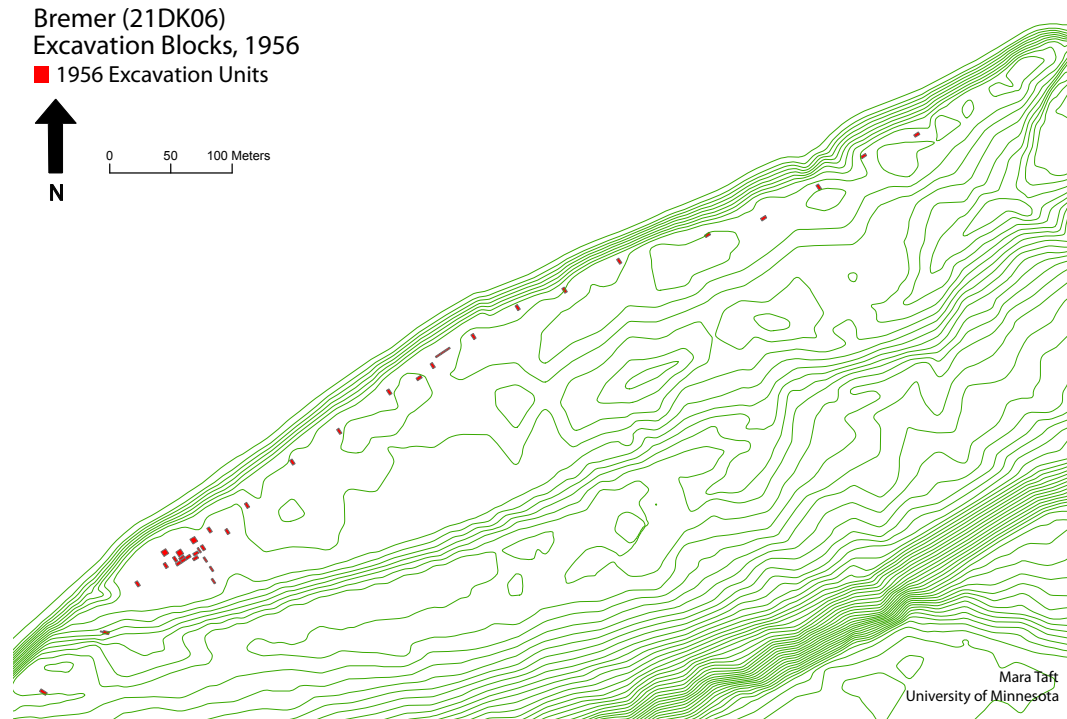 Bremer (21DK06)
Excavation Blocks, 1956
1956 Excavation Units
N
0 50 100 Meters
Mara Taft
University of Minnesota